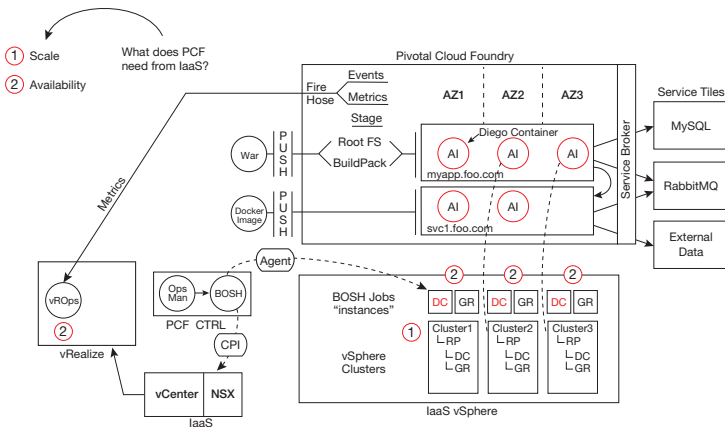 1 Scale
2 Availability
What does PCF
need from IaaS?
Pivotal Cloud Foundry
Fire
Hose
Events
Metrics
AZ1
AZ2
AZ3
Service Tiles
Stage
Diego Container
War
PUSH
Root FS
BuildPack
AI
AI
AI
myapp.foo.com
Service Broker
MySQL
RabbitMQ
External
Data
Docker
Image
PUSH
AI
AI
svc1.foo.com
Metrics
Agent
vROps
2
vRealize
Ops
Man
BOSH
PCF CTRL
CPI
vCenter
NSX
IaaS
2
2
2
BOSH Jobs
“instances”
DC
GR
DC
GR
DC
GR
1
vSphere
Clusters
Cluster1
RP
DC
GR
Cluster2
RP
DC
GR
Cluster3
RP
DC
GR
IaaS vSphere